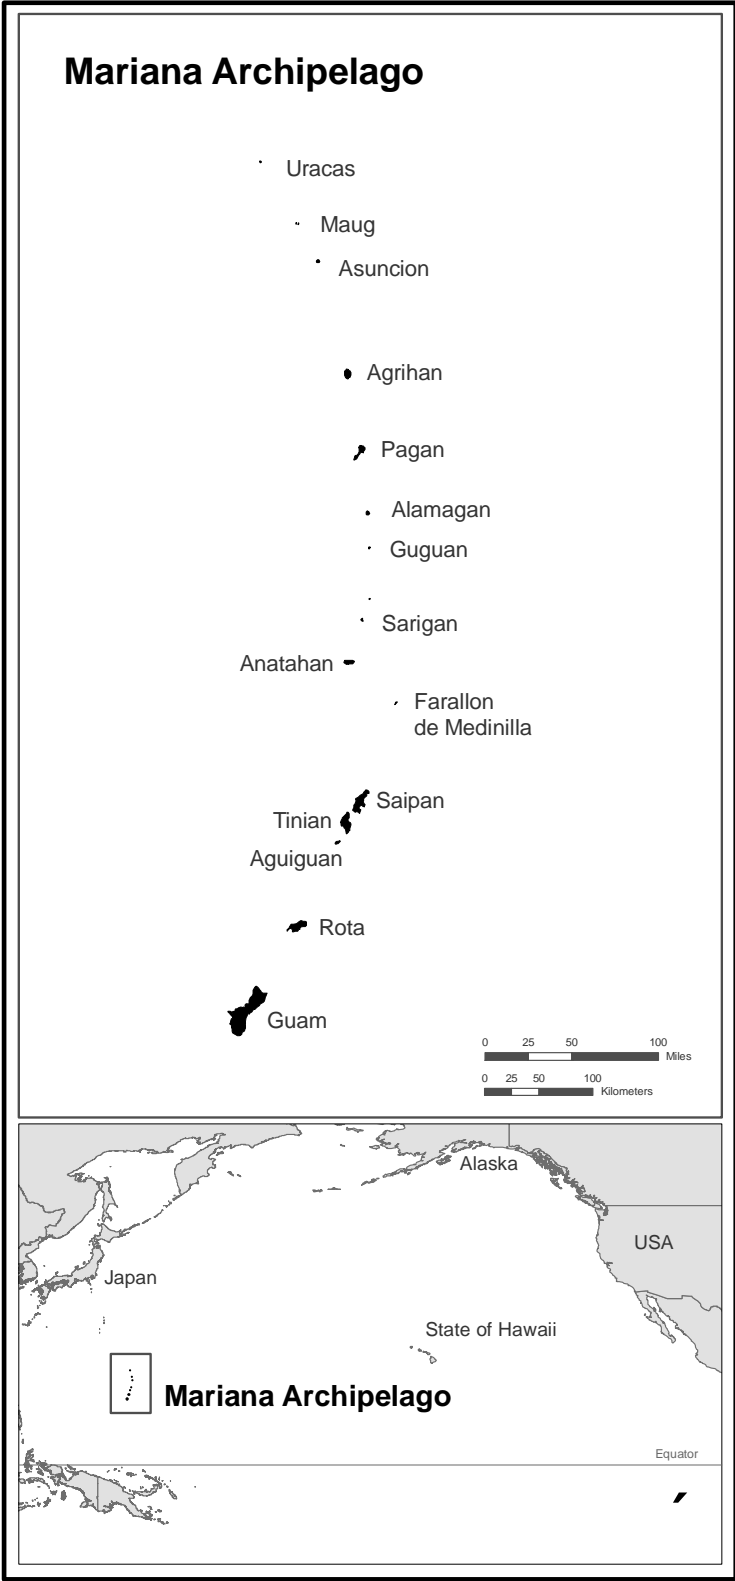 Mariana Archipelago
Uracas
Maug
Asuncion
Agrihan
Pagan
Alamagan
Guguan
Sarigan
Anatahan
Farallon
de Medinilla
Saipan
Tinian
Aguiguan
Rota
Guam
0 25 50 100
Miles
0 25 50 100
Kilometers
Alaska
USA
Japan
State of Hawaii
Mariana Archipelago
Equator